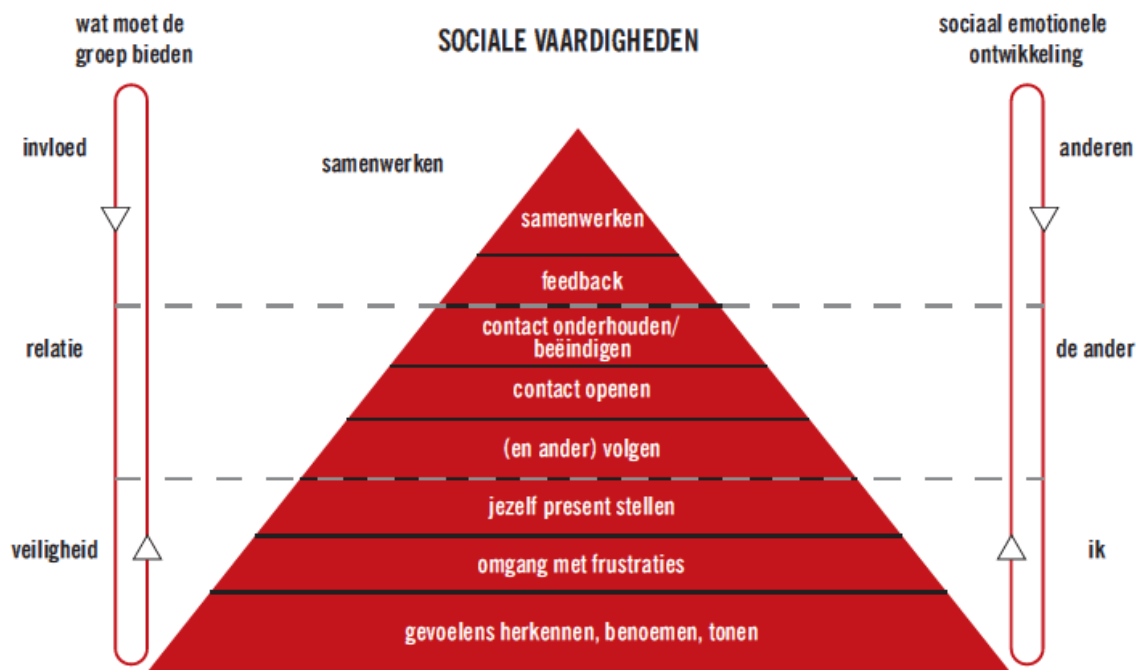 wat moet de
groep bieden
SOCIALE VAARDIGHEDEN
sociaal emotionele
ontwikkeling
invloed
samenwerken
anderen
samenwerken
feedback
contact onderhouden/
beëindigen
relatie
de ander
contact openen
(en ander) volgen
jezelf present stellen
veiligheid
ik
omgang met frustraties
gevoelens herkennen, benoemen, tonen